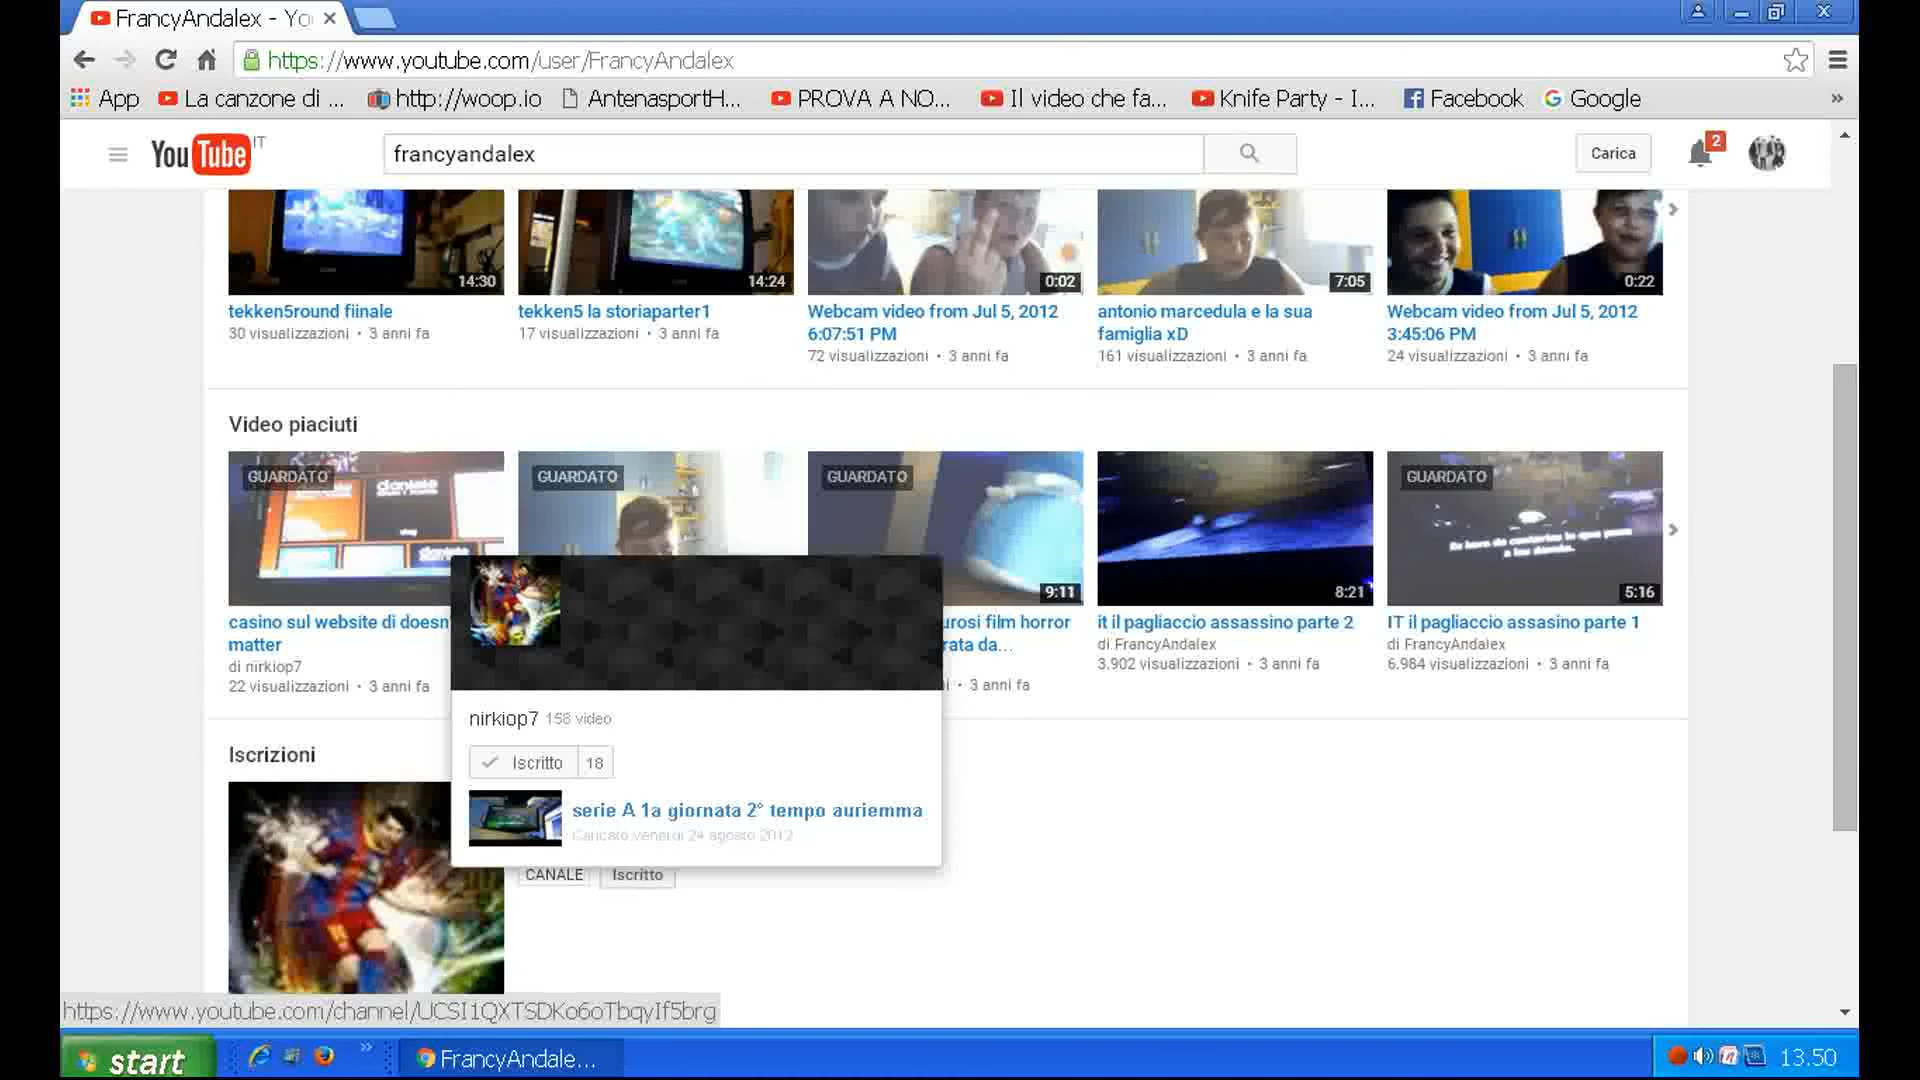 FrancyAndalex - Yo
https://www.youtube.com/user/FrancyAndalex
App
La canzone di ...
http://woop.io
AntenasportH...
PROVA A NO...
Il video che fa...
Knife Party - I...
Facebook
Google
You Tube IT
francyandalex
Carica
2
14:30
14:24
0:02
7:05
0:22
tekken5round fiinale
30 visualizzazioni • 3 anni fa
tekken5 la storiaparter1
17 visualizzazioni • 3 anni fa
Webcam video from Jul 5, 2012
6:07:51 PM
72 visualizzazioni • 3 anni fa
antonio marcedula e la sua
famiglia xD
161 visualizzazioni • 3 anni fa
Webcam video from Jul 5, 2012
3:45:06 PM
24 visualizzazioni • 3 anni fa
Video piaciuti
GUARDATO
GUARDATO
GUARDATO
GUARDATO
daniele
9:11
8:21
5:16
casino sul website di doesn
matter
di nirkiop7
22 visualizzazioni • 3 anni fa
urosi film horror
rata da...
• 3 anni fa
it il pagliaccio assassino parte 2
di FrancyAndalex
3.902 visualizzazioni • 3 anni fa
IT il pagliaccio assasino parte 1
di FrancyAndalex
6.984 visualizzazioni • 3 anni fa
nirkiop7 158 video
Iscritto 18
serie A 1a giornata 2° tempo auriemma
Caricato venerdì 24 agosto 2012
Iscrizioni
CANALE
Iscritto
https://www.youtube.com/channel/UCSI1QXTSDKo6oTbqyIf5brg
start
FrancyAndale...
13.50